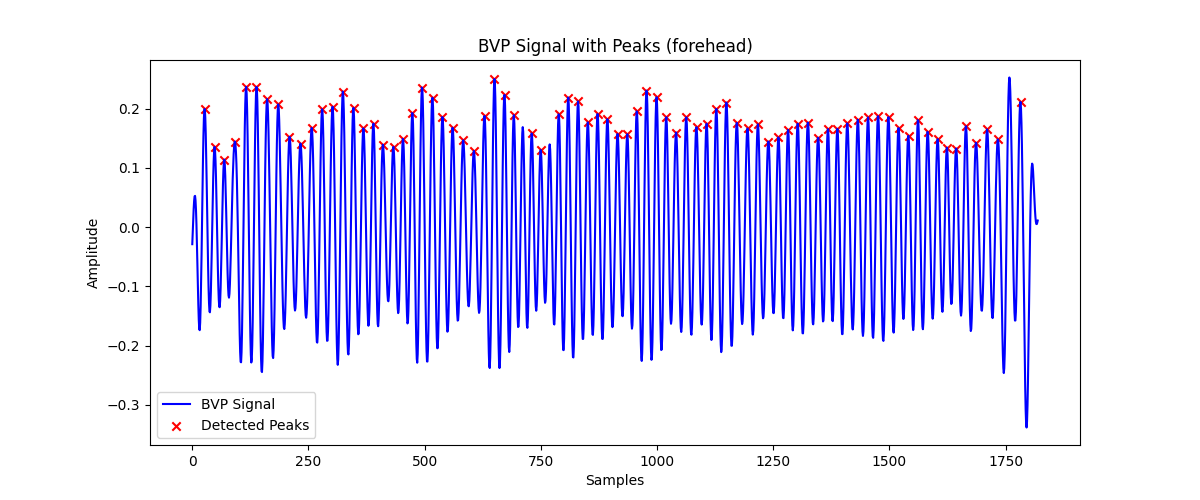 BVP Signal with Peaks (forehead)
Amplitude
0.2
0.1
0.0
−0.1
−0.2
−0.3
BVP Signal
Detected Peaks
0 250 500 750 1000 1250 1500 1750
Samples